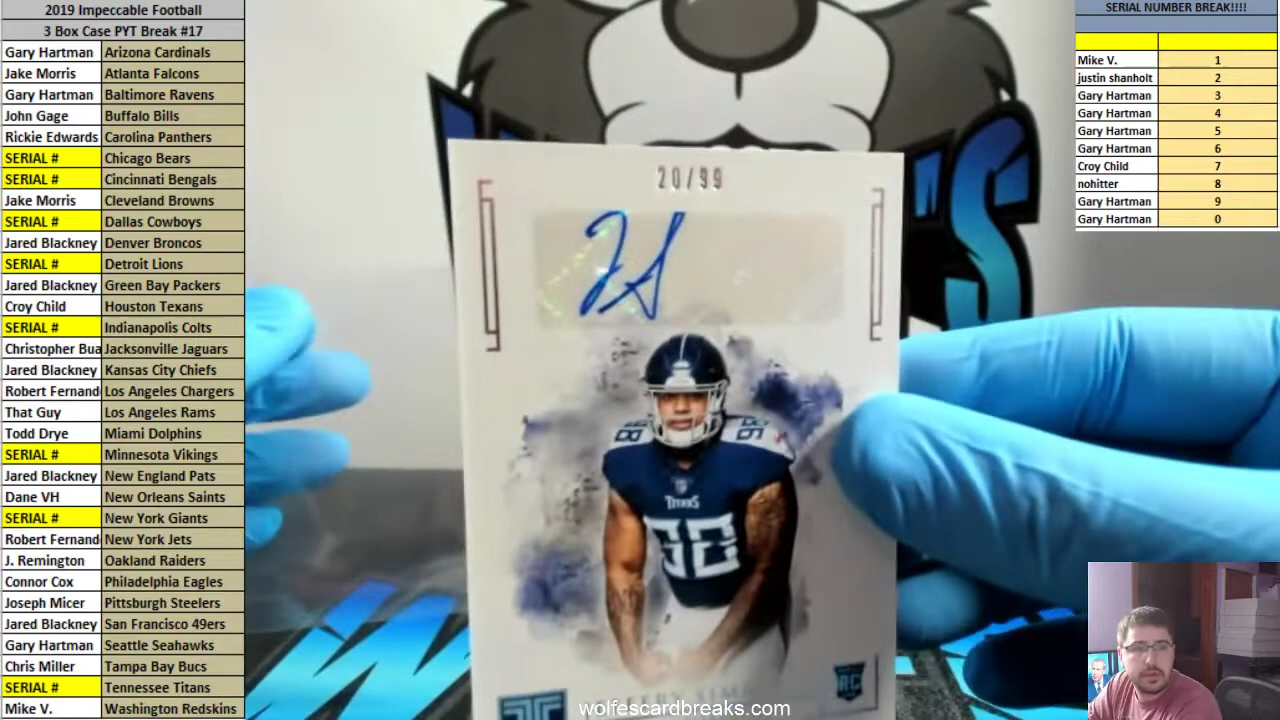 2019 Impeccable Football
3 Box Case PYT Break #17
Gary Hartman Arizona Cardinals
Jake Morris Atlanta Falcons
Gary Hartman Baltimore Ravens
John Gage Buffalo Bills
Rickie Edwards Carolina Panthers
SERIAL # Chicago Bears
SERIAL # Cincinnati Bengals
Jake Morris Cleveland Browns
SERIAL # Dallas Cowboys
Jared Blackney Denver Broncos
SERIAL # Detroit Lions
Jared Blackney Green Bay Packers
Croy Child Houston Texans
SERIAL # Indianapolis Colts
Christopher Bua Jacksonville Jaguars
Jared Blackney Kansas City Chiefs
Robert Fernand Los Angeles Chargers
That Guy Los Angeles Rams
Todd Drye Miami Dolphins
SERIAL # Minnesota Vikings
Jared Blackney New England Pats
Dane VH New Orleans Saints
SERIAL # New York Giants
Robert Fernand New York Jets
J. Remington Oakland Raiders
Connor Cox Philadelphia Eagles
Joseph Micer Pittsburgh Steelers
Jared Blackney San Francisco 49ers
Gary Hartman Seattle Seahawks
Chris Miller Tampa Bay Bucs
SERIAL # Tennessee Titans
Mike V. Washington Redskins
20/99
TITANS
98
RC
wolfescardbreaks.com
SERIAL NUMBER BREAK!!!!
Mike V. 1
justin shanholt 2
Gary Hartman 3
Gary Hartman 4
Gary Hartman 5
Gary Hartman 6
Croy Child 7
nohitter 8
Gary Hartman 9
Gary Hartman 0